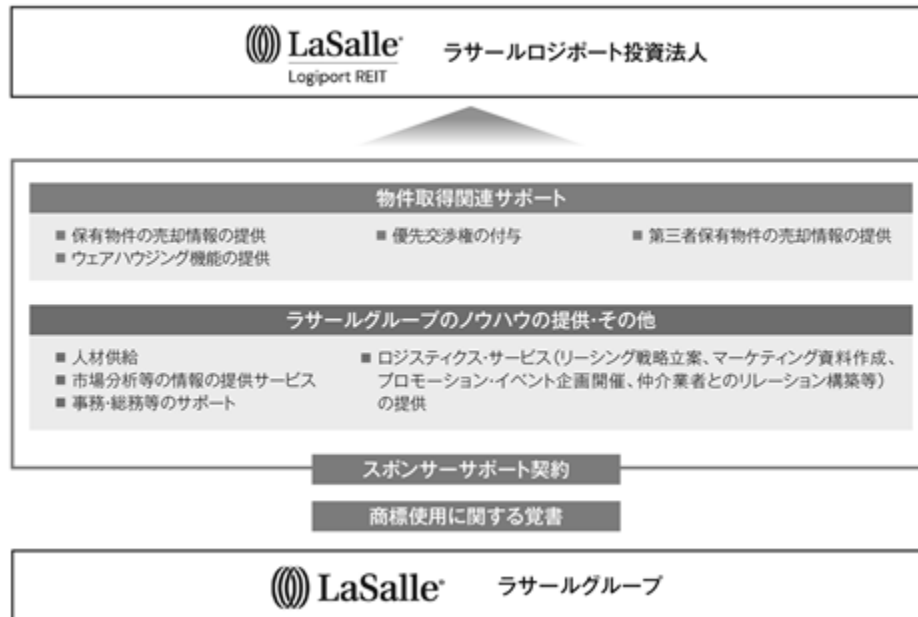 LaSalle
Logiport REIT
ラサールロジポート投資法人
物件取得関連サポート
■ 保有物件の売却情報の提供
■ ウェアハウジング機能の提供
■ 優先交渉権の付与
■ 第三者保有物件の売却情報の提供
ラサールグループのノウハウの提供・その他
■ 人材供給
■ 市場分析等の情報の提供サービス
■ 事務・総務等のサポート
■ ロジスティクス・サービス（リーシング戦略立案、マーケティング資料作成、
プロモーション・イベント企画開催、仲介業者とのリレーション構築等）
の提供
スポンサーサポート契約
商標使用に関する覚書
LaSalle
ラサールグループ